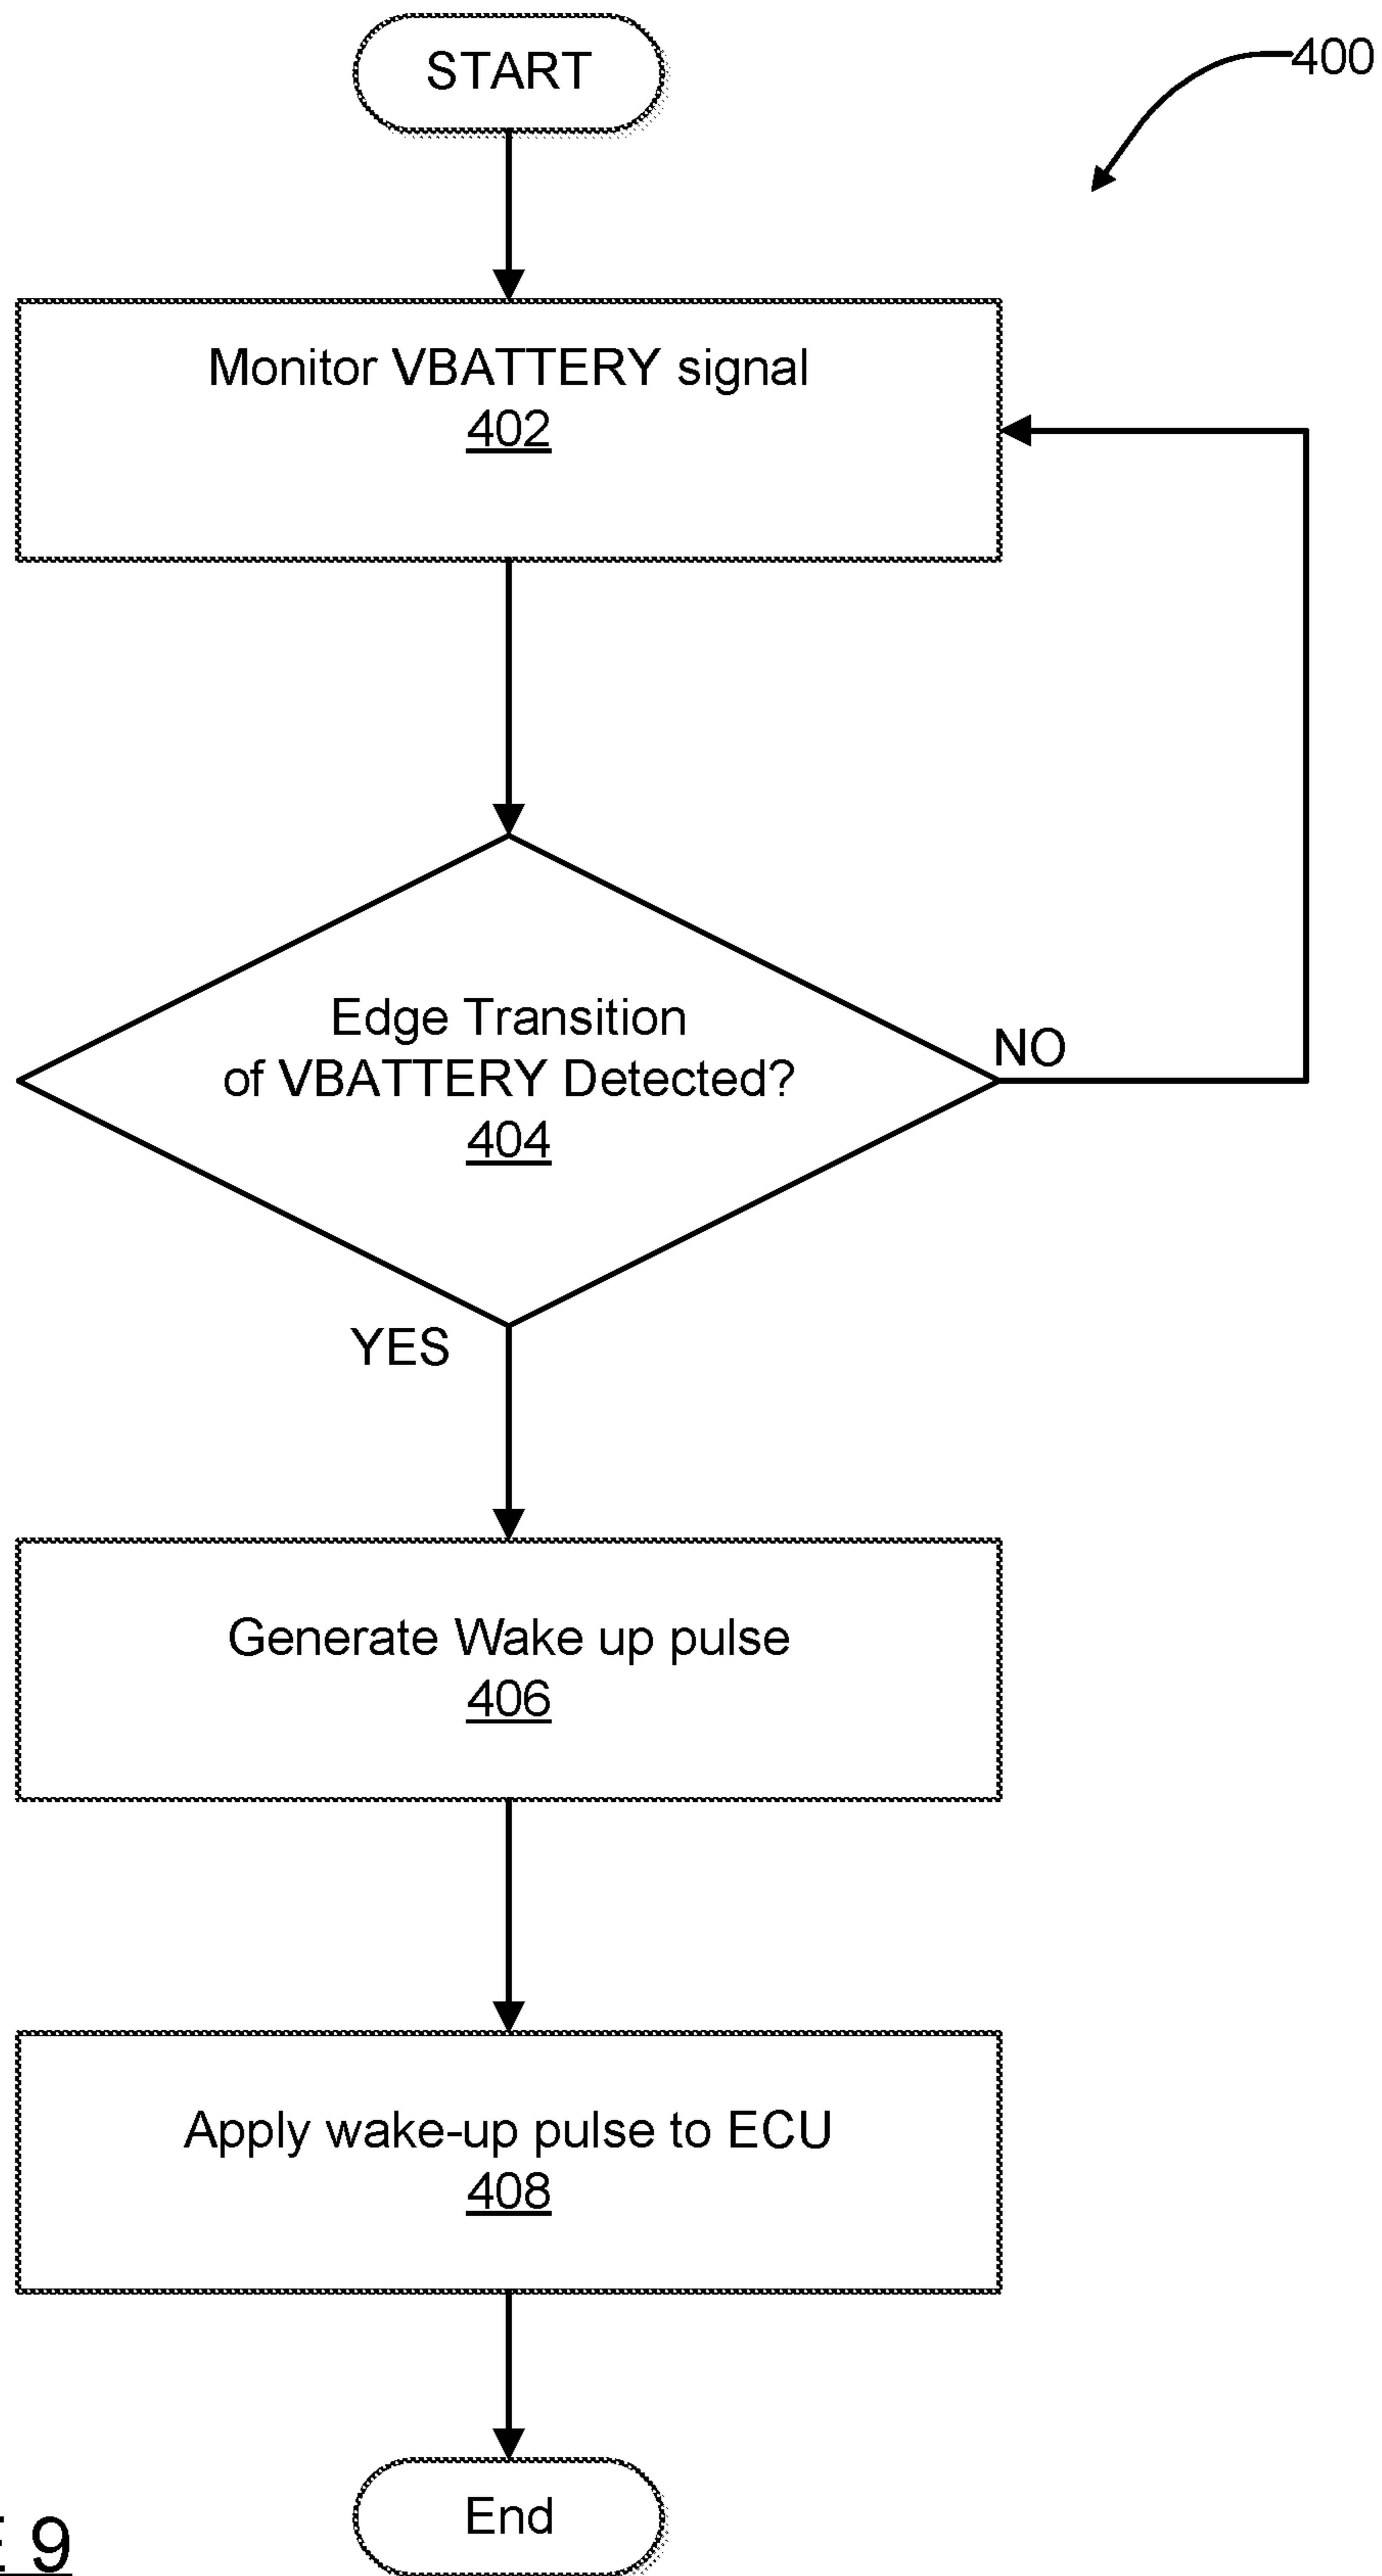 START
400
Monitor VBATTERY signal
402
Edge Transition
of VBATTERY Detected?
404
NO
YES
Generate Wake up pulse
406
Apply wake-up pulse to ECU
408
End
E 9